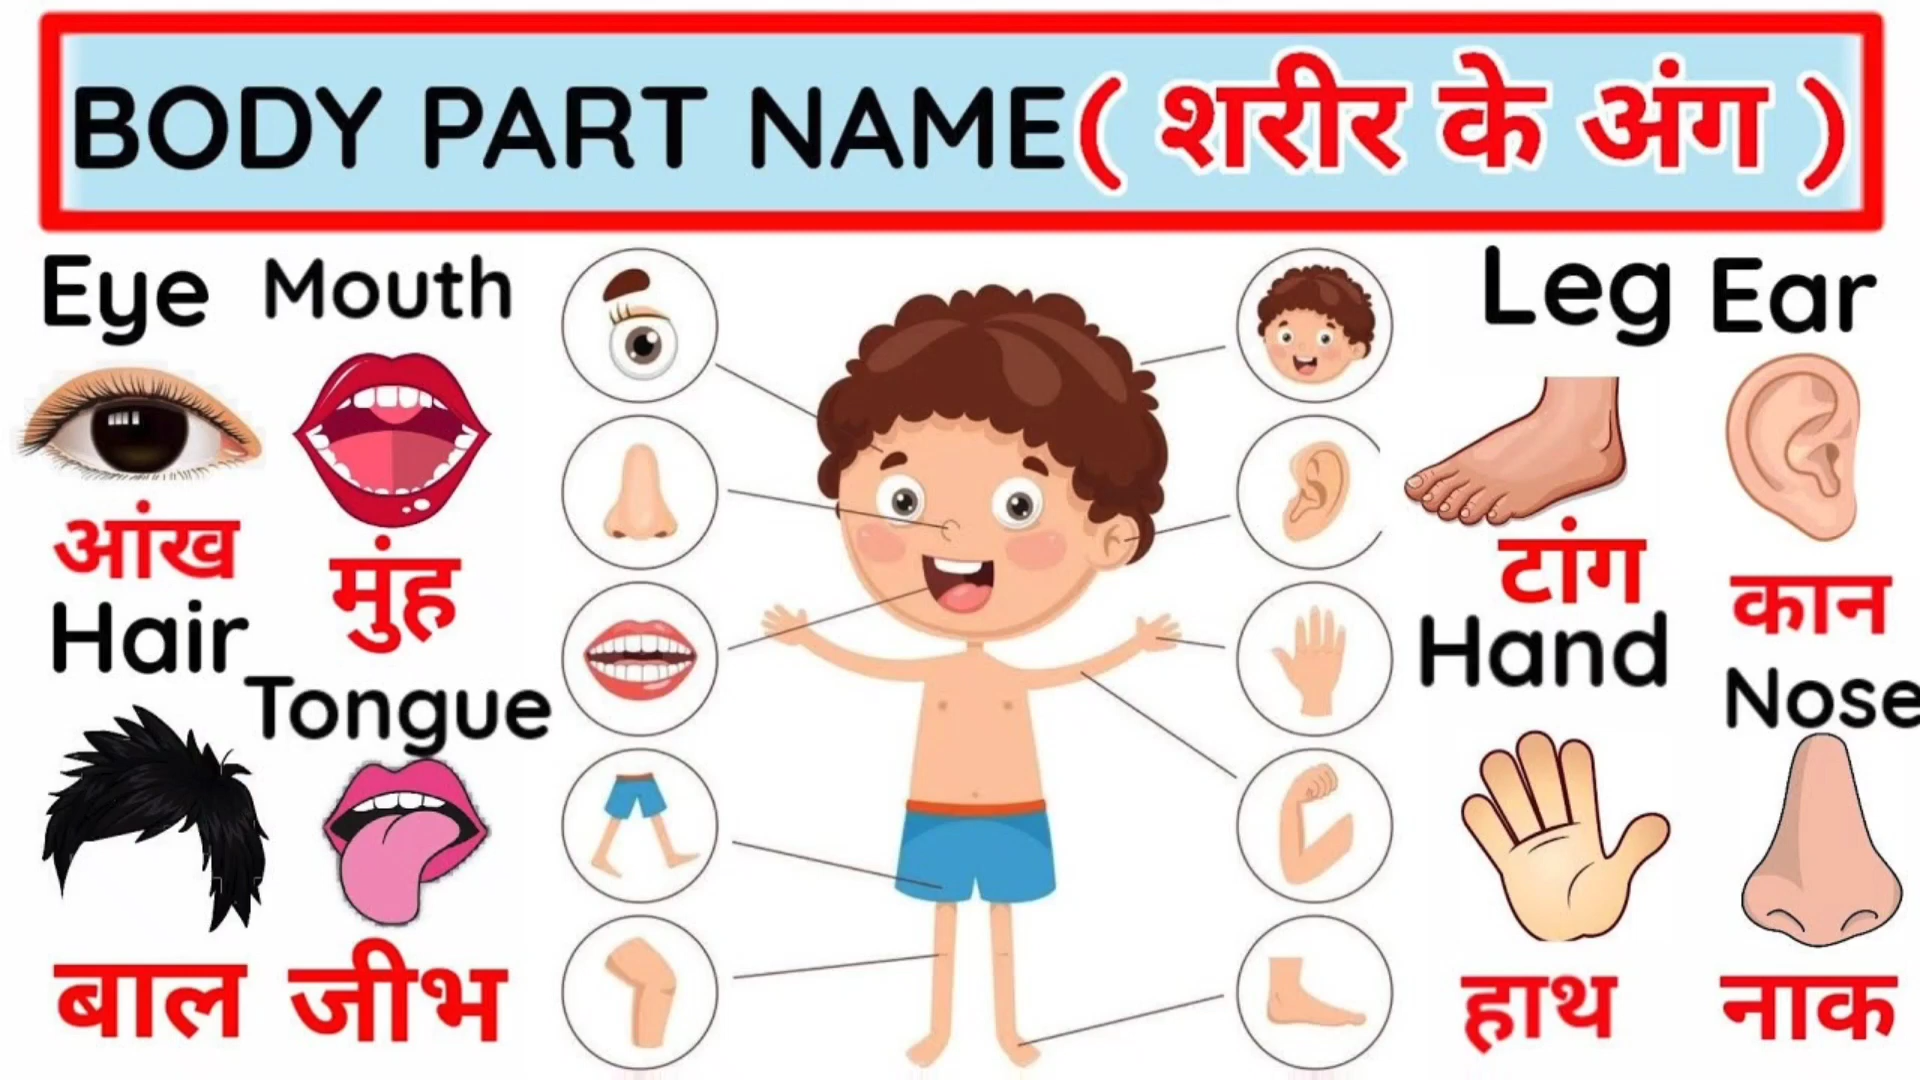 BODY PART NAME( शरीर के अंग )
Eye
Mouth
आंख
मुंह
Hair
Tongue
बाल
जीभ
Leg
Ear
टांग
कान
Hand
Nose
हाथ
नाक